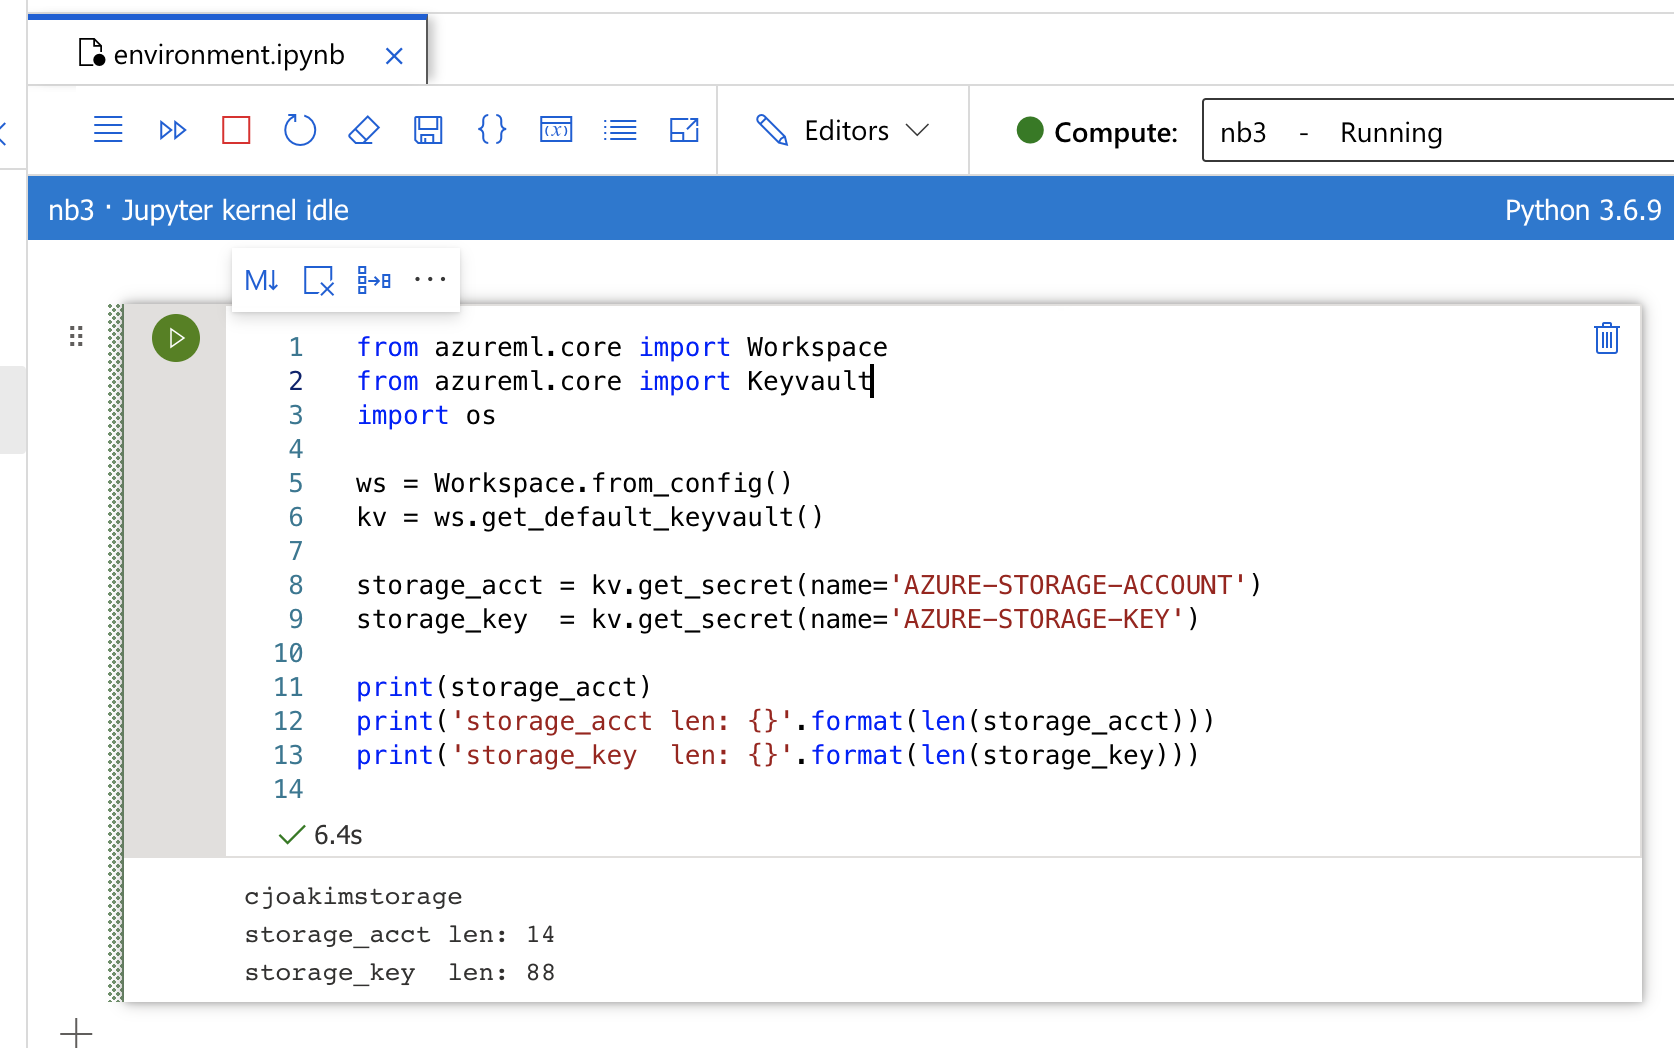 environment.ipynb
Editors
Compute: nb3 - Running
nb3 · Jupyter kernel idle
Python 3.6.9
M↓
1 from azureml.core import Workspace
2 from azureml.core import Keyvault
3 import os
4
5 ws = Workspace.from_config()
6 kv = ws.get_default_keyvault()
7
8 storage_acct = kv.get_secret(name='AZURE-STORAGE-ACCOUNT')
9 storage_key  = kv.get_secret(name='AZURE-STORAGE-KEY')
10
11 print(storage_acct)
12 print('storage_acct len: {}'.format(len(storage_acct)))
13 print('storage_key  len: {}'.format(len(storage_key)))
14
6.4s
cjoakimstorage
storage_acct len: 14
storage_key  len: 88